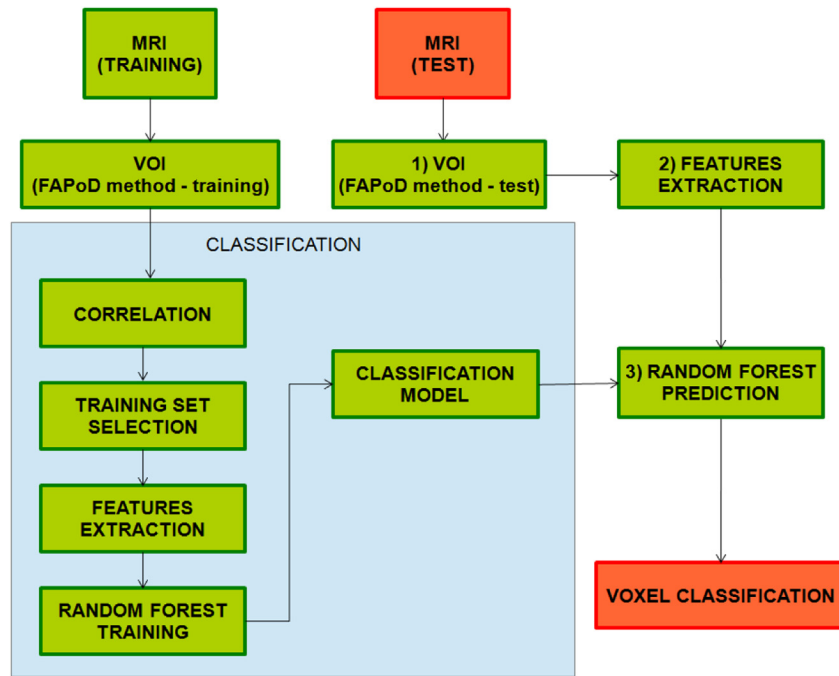 MRI
(TRAINING)
MRI
(TEST)
VOI
(FAPoD method - training)
1) VOI
(FAPoD method - test)
2) FEATURES
EXTRACTION
CLASSIFICATION
CORRELATION
TRAINING SET
SELECTION
FEATURES
EXTRACTION
RANDOM FOREST
TRAINING
CLASSIFICATION
MODEL
3) RANDOM FOREST
PREDICTION
VOXEL CLASSIFICATION